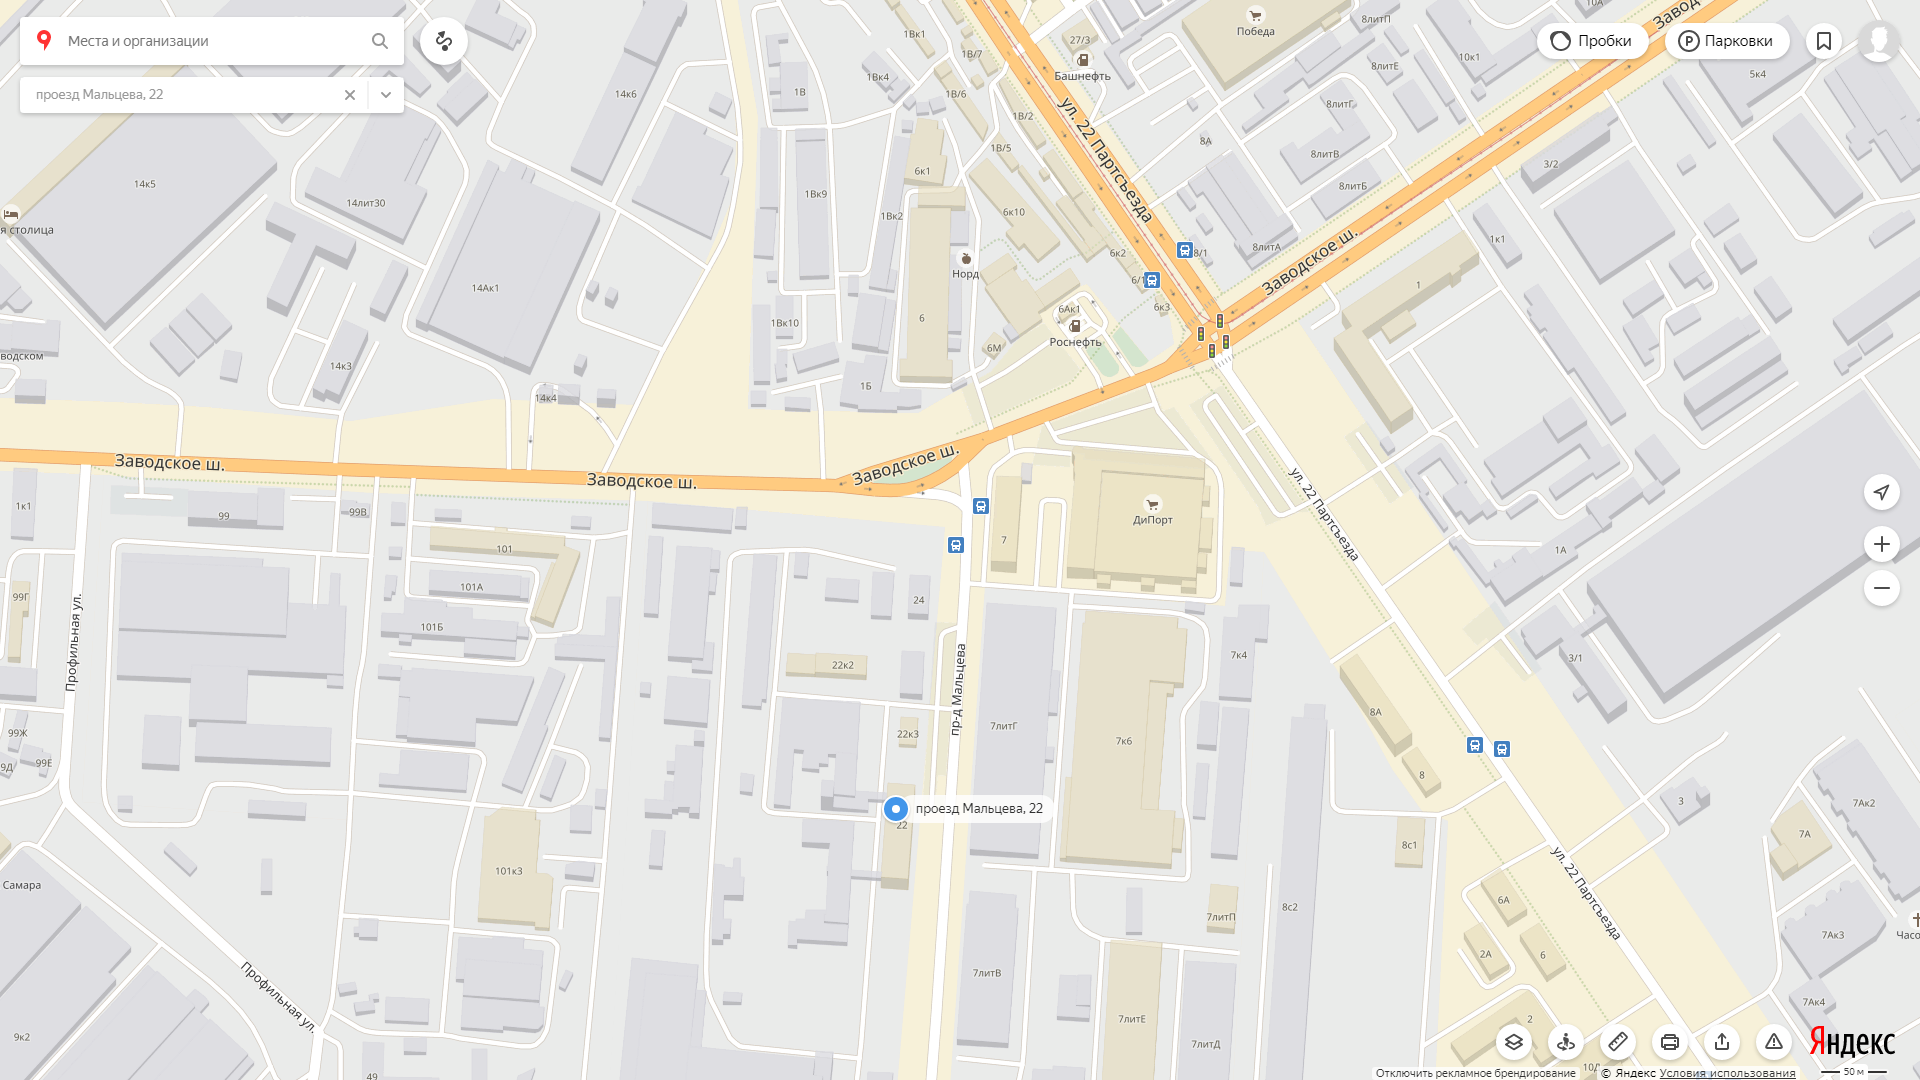 Места и организации
проезд Мальцева, 22
Пробки
Парковки
1Вк1
27/3
Победа
8литП
10А
Завод
1В/7
Башнефть
10к1
5к4
1Вк4
8литЕ
14к6
1В
1В/6
8литГ
ул. 22 Партсъезда
1В/2
8А
1В/5
8литВ
3/2
14к5
6к1
8литБ
14лит30
1Вк9
1Вк2
6к10
я столица
Заводское ш.
1к1
8литА
6к2
8/1
Норд
6/1
14Ак1
1
6к3
6Ак1
6
1Вк10
Роснефть
6М
водском
14к3
1Б
14к4
Заводское ш.
Заводское ш.
Заводское ш.
ул. 22 Партсъезда
1к1
99
99В
ДиПорт
7
101
1А
101А
99Г
24
Профильная ул.
101Б
22к2
7к4
3/1
пр-д Мальцева
8А
7литГ
99Ж
22к3
7к6
99Е
9Д
8
3
7Ак2
проезд Мальцева, 22
22
7А
8с1
101к3
Самара
ул. 22 Партсъезда
6А
8с2
7литП
7Ак3
Часо
2А
6
7литВ
Профильная ул.
7Ак4
7литЕ
2
9к2
7литД
10Д
49
Яндекс
50 м
Отключить рекламное брендирование
© Яндекс Условия использования